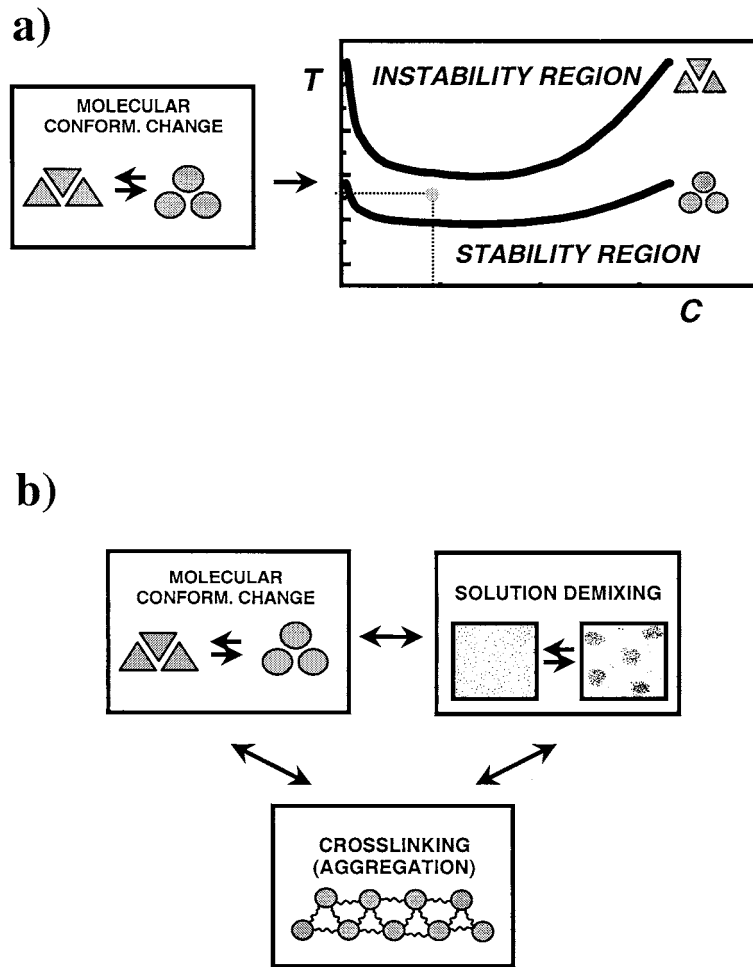 a)
MOLECULAR
CONFORM. CHANGE
T
INSTABILITY REGION
STABILITY REGION
C
b)
MOLECULAR
CONFORM. CHANGE
SOLUTION DEMIXING
CROSSLINKING
(AGGREGATION)